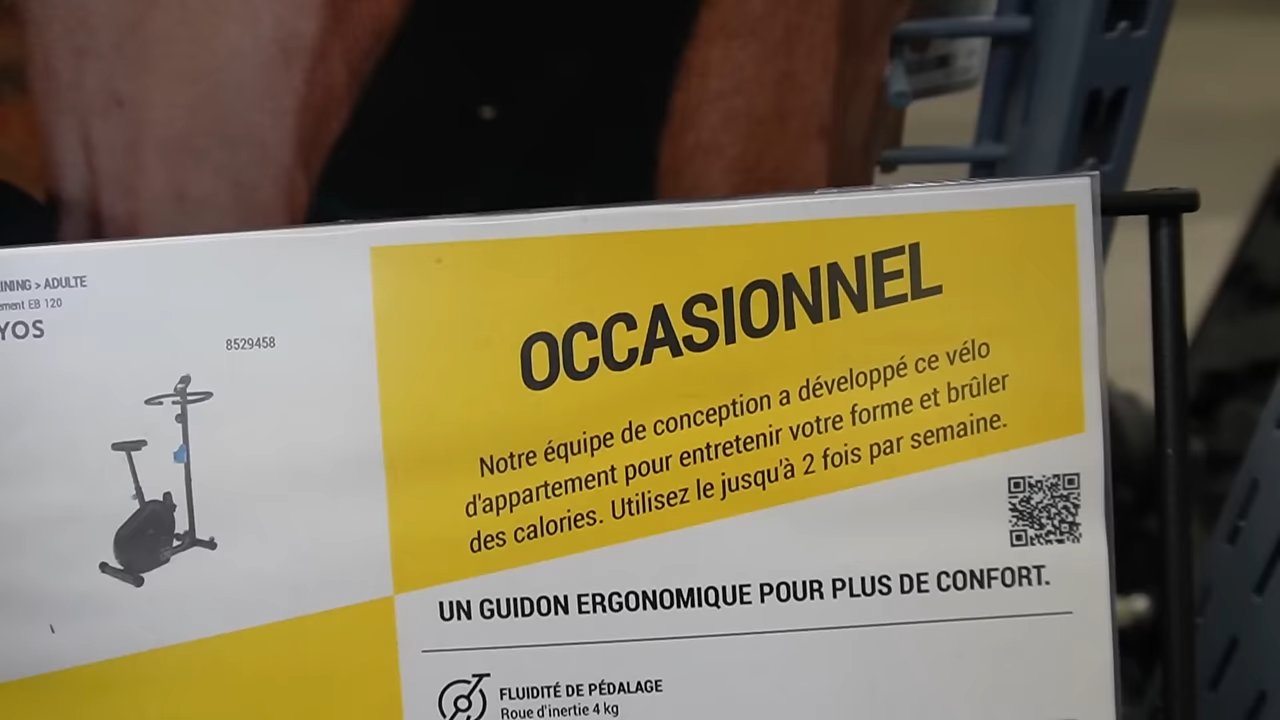 INING > ADULTE
ement EB 120
YOS
8529458
OCCASIONNEL
Notre équipe de conception a développé ce vélo
d'appartement pour entretenir votre forme et brûler
des calories. Utilisez le jusqu'à 2 fois par semaine.
UN GUIDON ERGONOMIQUE POUR PLUS DE CONFORT.
FLUIDITÉ DE PÉDALAGE
Roue d'inertie 4 kg